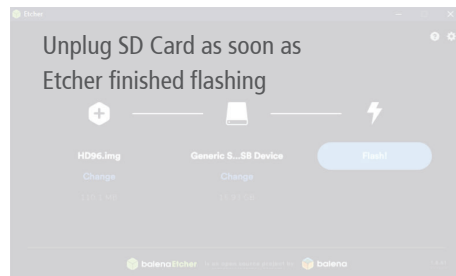 Etcher
Unplug SD Card as soon as
Etcher finished flashing
HD96.img
Generic S...SB Device
Flash!
Change
Change
balenaEtcher
balena